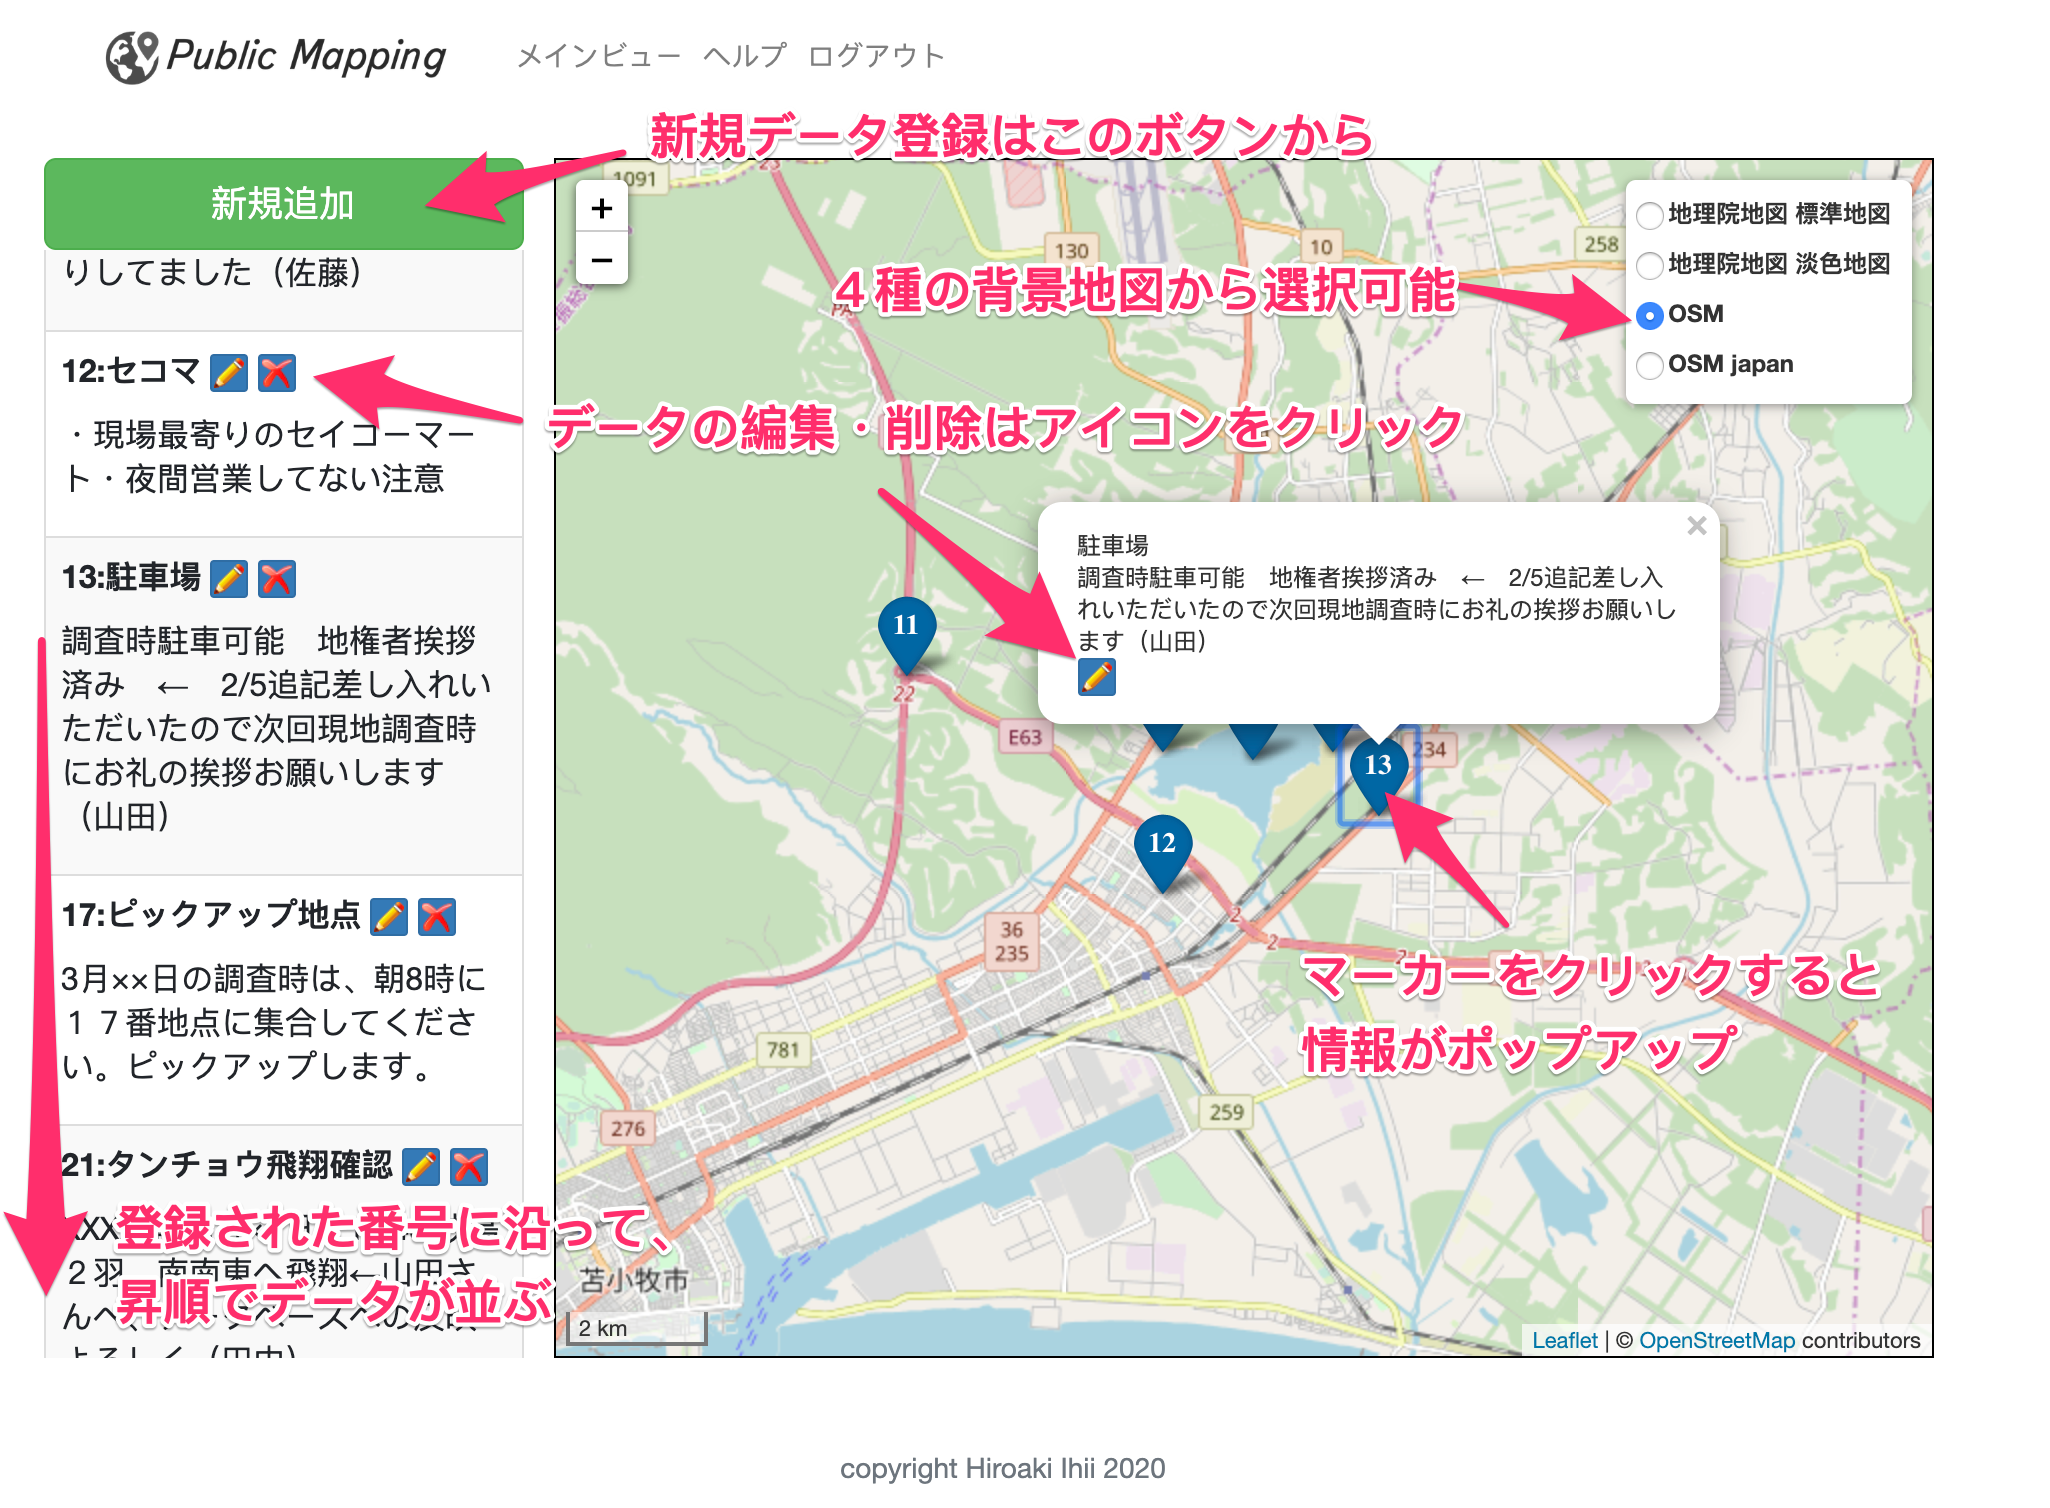 Public Mapping
メインビュー ヘルプ ログアウト
新規データ登録はこのボタンから
新規追加
りしてました（佐藤）
12:セコマ
・現場最寄りのセイコーマー
ト・夜間営業してない注意
13:駐車場
調査時駐車可能　地権者挨拶
済み　←　2/5追記差し入れい
ただいたので次回現地調査時
にお礼の挨拶お願いします
（山田）
17:ピックアップ地点
3月××日の調査時は、朝8時に
１７番地点に集合してくださ
い。ピックアップします。
21:タンチョウ飛翔確認
２羽　南南東へ飛翔←山田さ
よろしく（田中）
登録された番号に沿って、
昇順でデータが並ぶ
+
−
1091
130
10
258
地理院地図 標準地図
地理院地図 淡色地図
OSM
OSM japan
４種の背景地図から選択可能
データの編集・削除はアイコンをクリック
×
駐車場
調査時駐車可能　地権者挨拶済み　←　2/5追記差し入
れいただいたので次回現地調査時にお礼の挨拶お願いし
ます（山田）
11
22
E63
234
13
12
2
2
36
235
マーカーをクリックすると
情報がポップアップ
781
276
259
苫小牧市
2 km
Leaflet | © OpenStreetMap contributors
copyright Hiroaki Ihii 2020